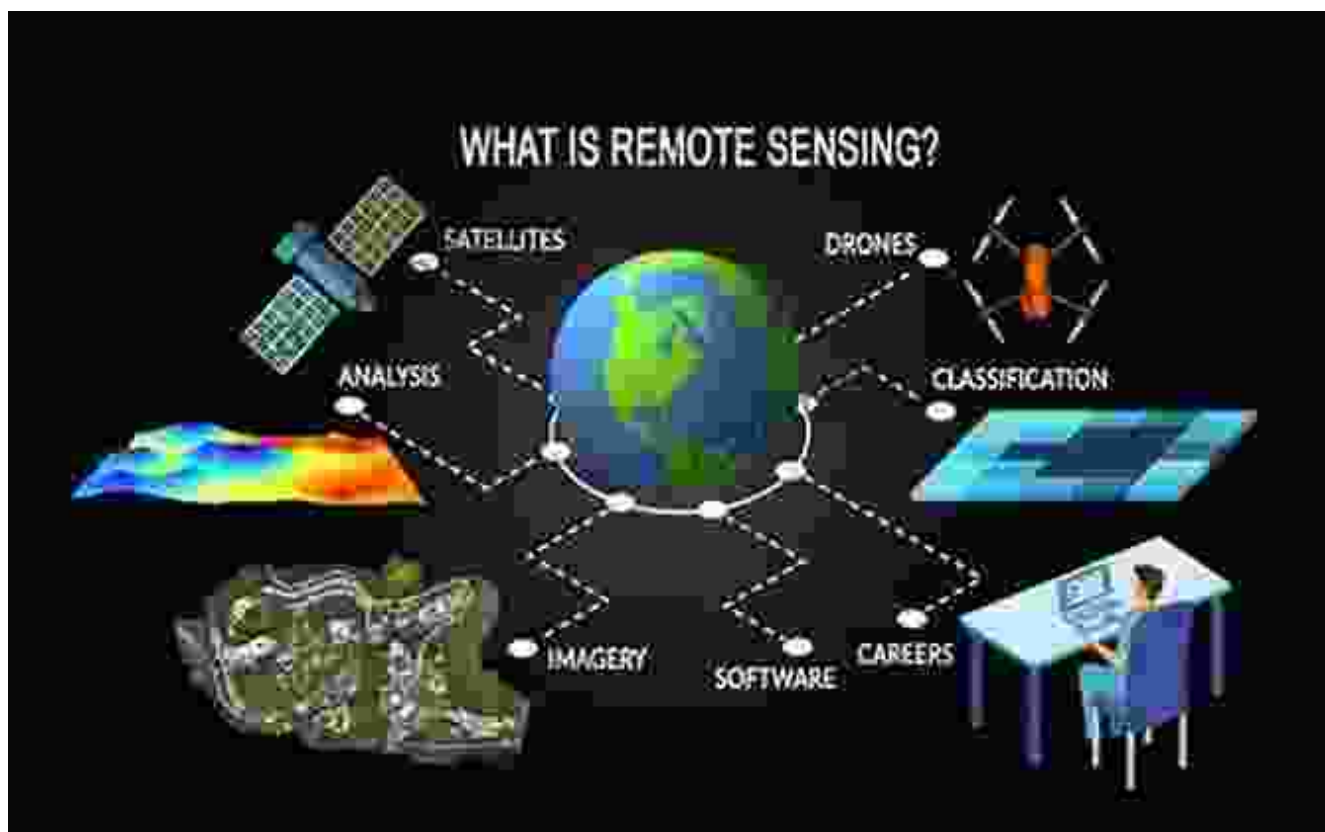 WHAT IS REMOTE SENSING?
SATELLITES
DRONES
ANALYSIS
CLASSIFICATION
IMAGERY
SOFTWARE
CAREERS